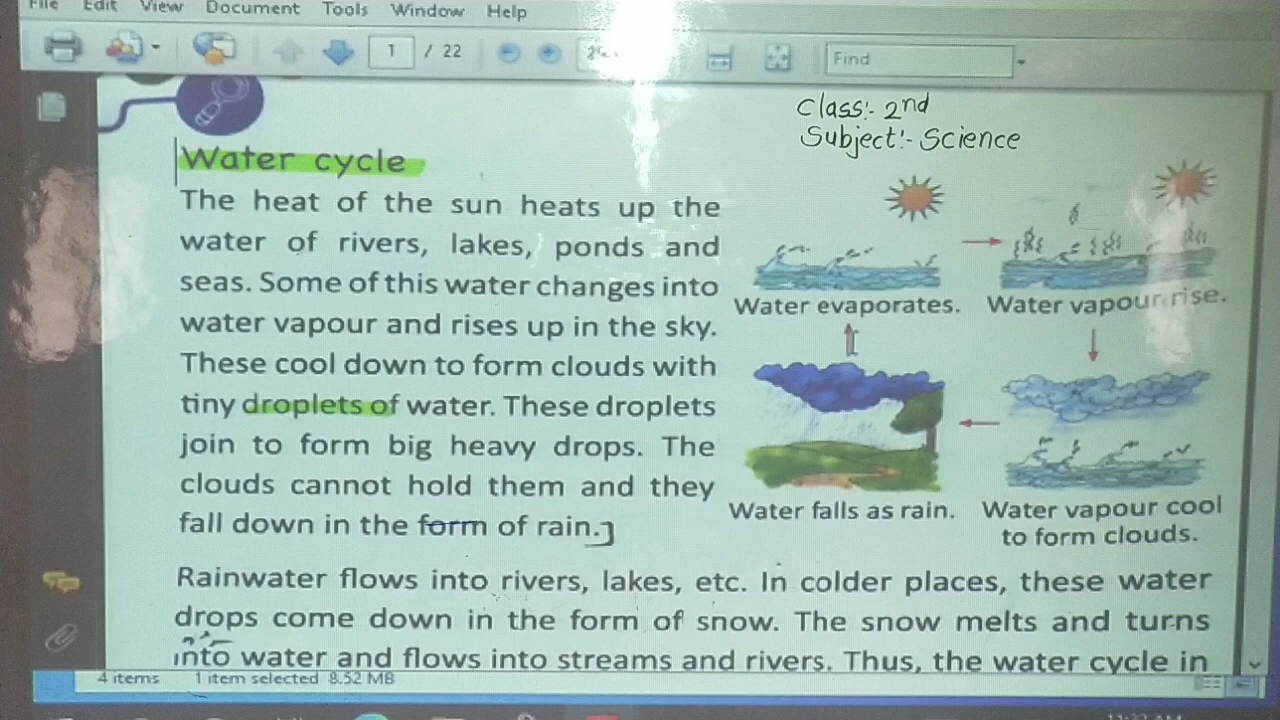 File Edit View Document Tools Window Help
1 / 22
Find
Class:- 2nd
Subject:- Science
Water cycle
The heat of the sun heats up the
water of rivers, lakes, ponds and
seas. Some of this water changes into
water vapour and rises up in the sky.
These cool down to form clouds with
tiny droplets of water. These droplets
join to form big heavy drops. The
clouds cannot hold them and they
fall down in the form of rain.
Water evaporates.
Water vapour rise.
Water falls as rain.
Water vapour cool
to form clouds.
Rainwater flows into rivers, lakes, etc. In colder places, these water
drops come down in the form of snow. The snow melts and turns
into water and flows into streams and rivers. Thus, the water cycle in
4 items 1 item selected 8.52 MB